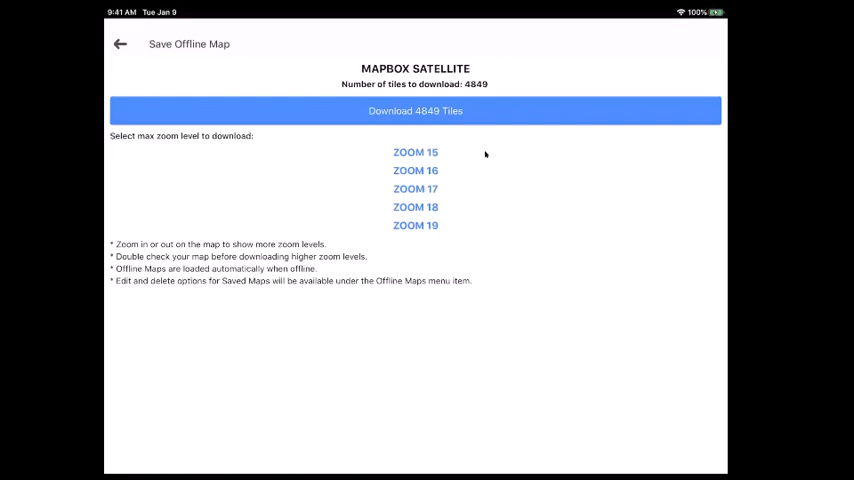 9:41 AM Tue Jan 9
100%
Save Offline Map
MAPBOX SATELLITE
Number of tiles to download: 4849
Download 4849 Tiles
Select max zoom level to download:
ZOOM 15
ZOOM 16
ZOOM 17
ZOOM 18
ZOOM 19
* Zoom in or out on the map to show more zoom levels.
* Double check your map before downloading higher zoom levels.
* Offline Maps are loaded automatically when offline.
* Edit and delete options for Saved Maps will be available under the Offline Maps menu item.